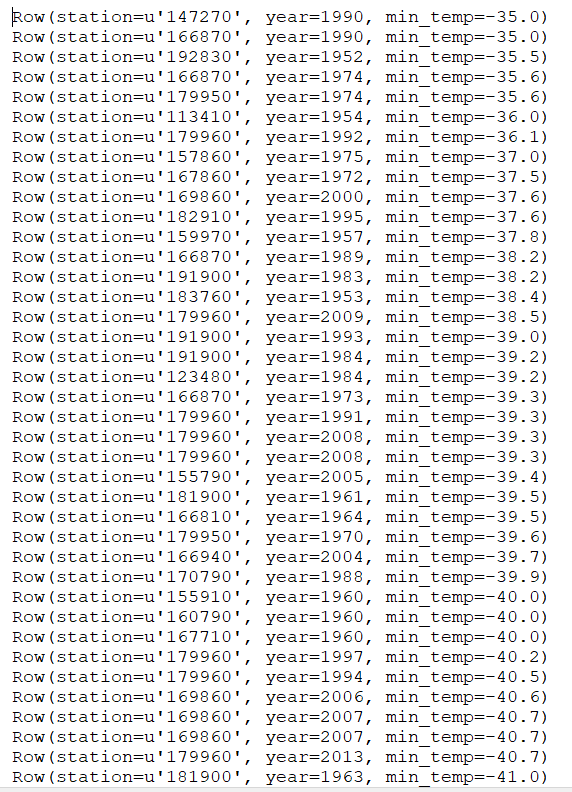 Row(station=u'147270', year=1990, min_temp=-35.0)
Row(station=u'166870', year=1990, min_temp=-35.0)
Row(station=u'192830', year=1952, min_temp=-35.5)
Row(station=u'166870', year=1974, min_temp=-35.6)
Row(station=u'179950', year=1974, min_temp=-35.6)
Row(station=u'113410', year=1954, min_temp=-36.0)
Row(station=u'179960', year=1992, min_temp=-36.1)
Row(station=u'157860', year=1975, min_temp=-37.0)
Row(station=u'167860', year=1972, min_temp=-37.5)
Row(station=u'169860', year=2000, min_temp=-37.6)
Row(station=u'182910', year=1995, min_temp=-37.6)
Row(station=u'159970', year=1957, min_temp=-37.8)
Row(station=u'166870', year=1989, min_temp=-38.2)
Row(station=u'191900', year=1983, min_temp=-38.2)
Row(station=u'183760', year=1953, min_temp=-38.4)
Row(station=u'179960', year=2009, min_temp=-38.5)
Row(station=u'191900', year=1993, min_temp=-39.0)
Row(station=u'191900', year=1984, min_temp=-39.2)
Row(station=u'123480', year=1984, min_temp=-39.2)
Row(station=u'166870', year=1973, min_temp=-39.3)
Row(station=u'179960', year=1991, min_temp=-39.3)
Row(station=u'179960', year=2008, min_temp=-39.3)
Row(station=u'179960', year=2008, min_temp=-39.3)
Row(station=u'155790', year=2005, min_temp=-39.4)
Row(station=u'181900', year=1961, min_temp=-39.5)
Row(station=u'166810', year=1964, min_temp=-39.5)
Row(station=u'179950', year=1970, min_temp=-39.6)
Row(station=u'166940', year=2004, min_temp=-39.7)
Row(station=u'170790', year=1988, min_temp=-39.9)
Row(station=u'155910', year=1960, min_temp=-40.0)
Row(station=u'160790', year=1960, min_temp=-40.0)
Row(station=u'167710', year=1960, min_temp=-40.0)
Row(station=u'179960', year=1997, min_temp=-40.2)
Row(station=u'179960', year=1994, min_temp=-40.5)
Row(station=u'169860', year=2006, min_temp=-40.6)
Row(station=u'169860', year=2007, min_temp=-40.7)
Row(station=u'169860', year=2007, min_temp=-40.7)
Row(station=u'179960', year=2013, min_temp=-40.7)
Row(station=u'181900', year=1963, min_temp=-41.0)